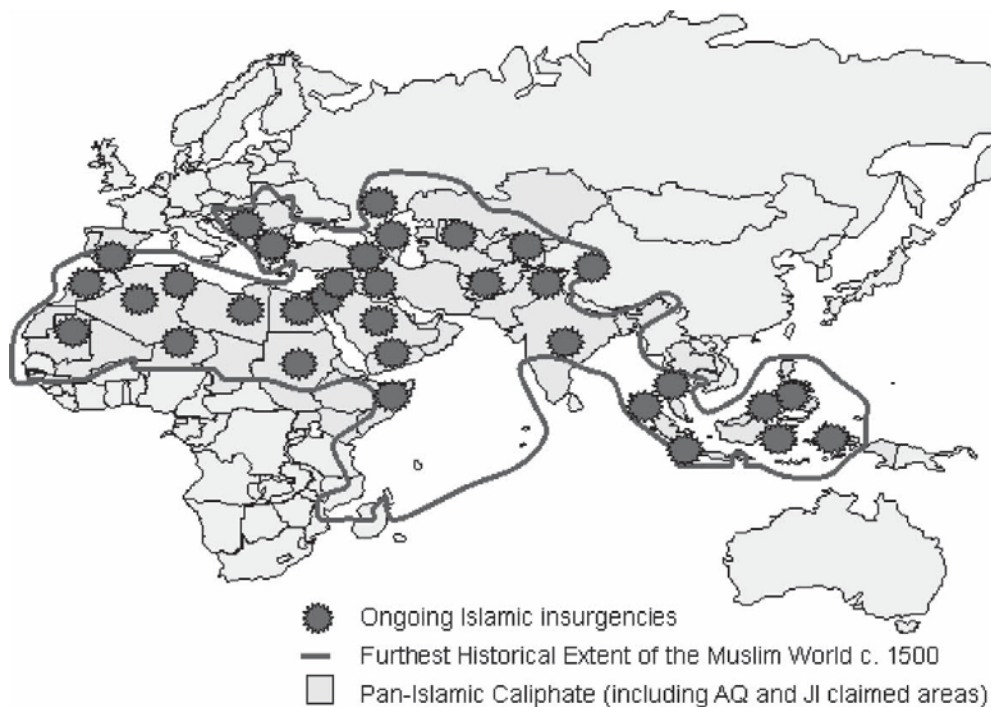 Ongoing Islamic insurgencies
Furthest Historical Extent of the Muslim World c. 1500
Pan-Islamic Caliphate (including AQ and JI claimed areas)